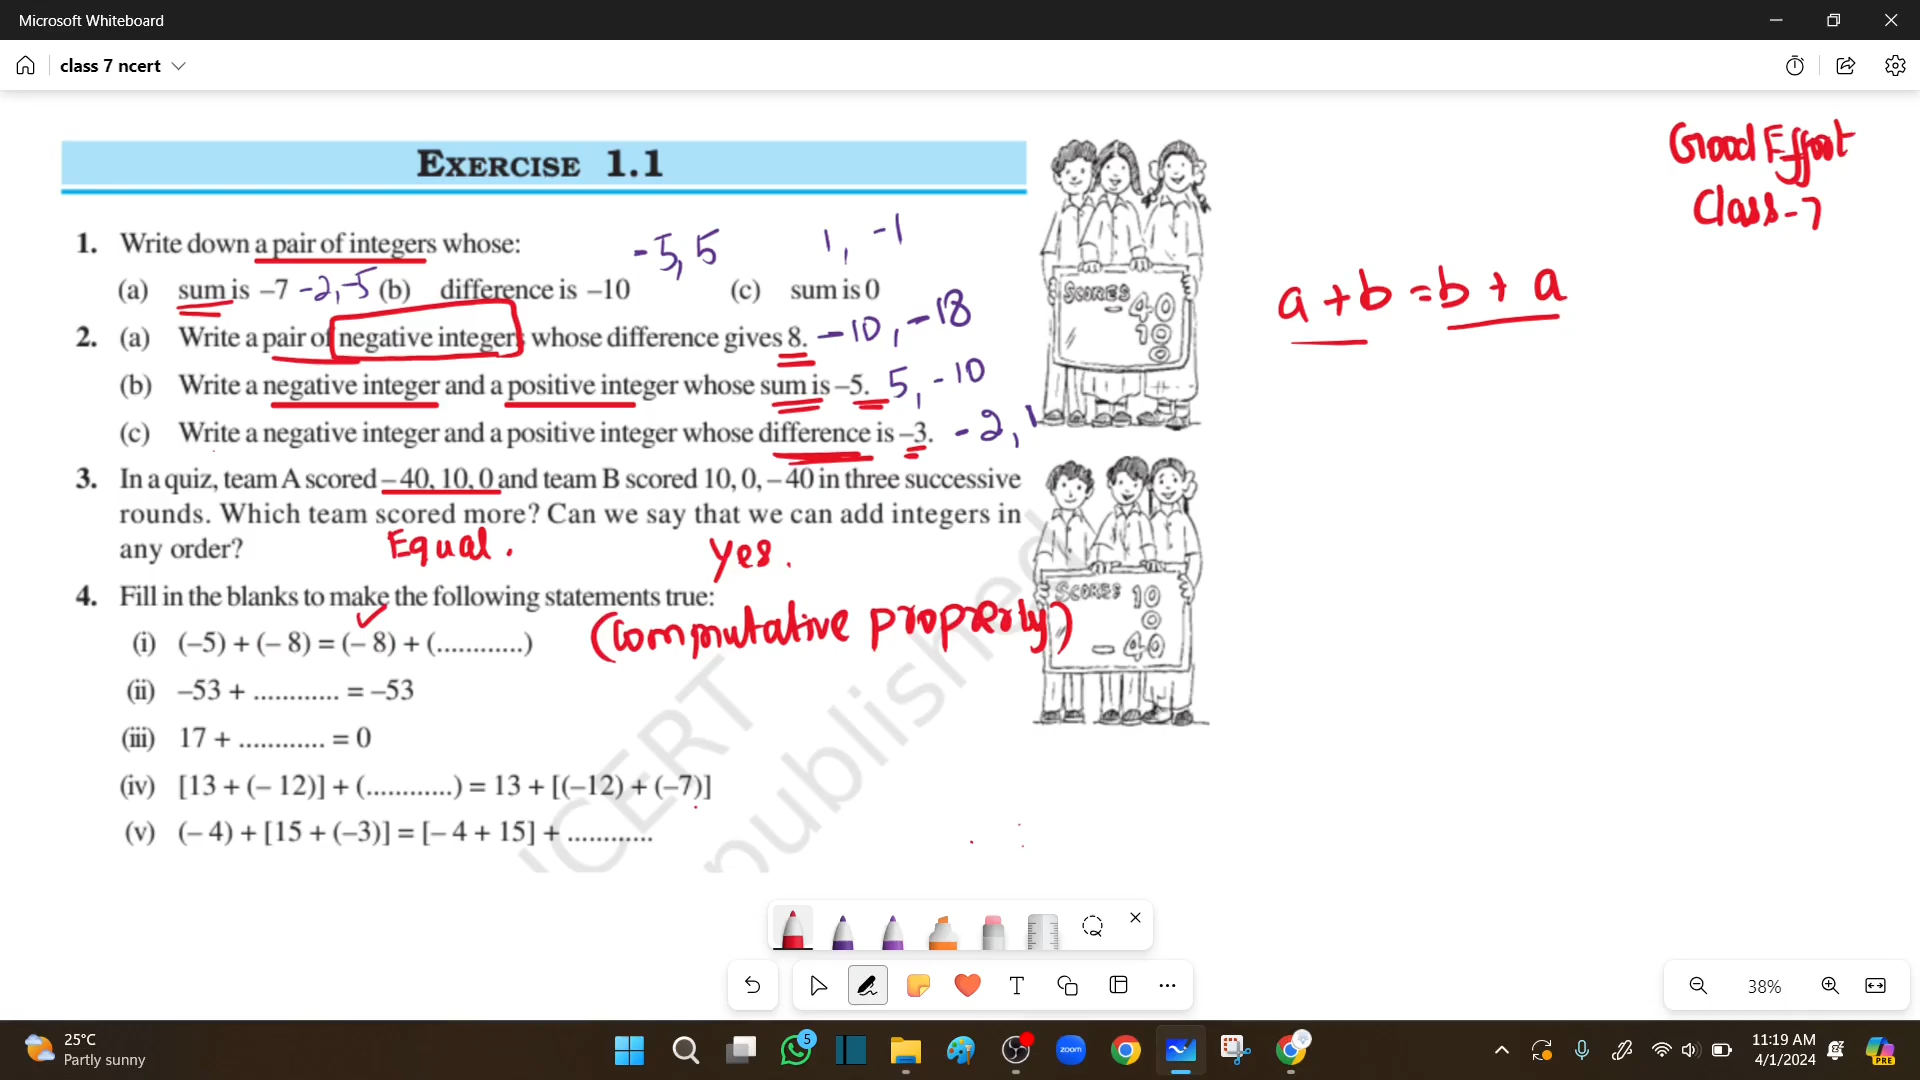 Microsoft Whiteboard
class 7 ncert
Good Effort
Class-7
EXERCISE 1.1
1. Write down a pair of integers whose:
-5, 5
1, -1
(a) sum is –7 -2,-5 (b) difference is –10 (c) sum is 0
2. (a) Write a pair of negative integers whose difference gives 8. -10, -18
(b) Write a negative integer and a positive integer whose sum is –5. 5, -10
(c) Write a negative integer and a positive integer whose difference is –3. -2, 1
3. In a quiz, team A scored – 40, 10, 0 and team B scored 10, 0, – 40 in three successive
rounds. Which team scored more? Can we say that we can add integers in
any order?
Equal. Yes.
4. Fill in the blanks to make the following statements true:
(i) (–5) + (– 8) = (– 8) + (............)
(Commutative property)
(ii) –53 + ............ = –53
(iii) 17 + ............ = 0
(iv) [13 + (– 12)] + (............) = 13 + [(–12) + (–7)]
(v) (– 4) + [15 + (–3)] = [– 4 + 15] + ............
SCORES
- 40
10
0
SCORES 10
0
- 40
a + b = b + a
NCERT
published
38%
25°C
Partly sunny
5
zoom
11:19 AM
4/1/2024
PRE